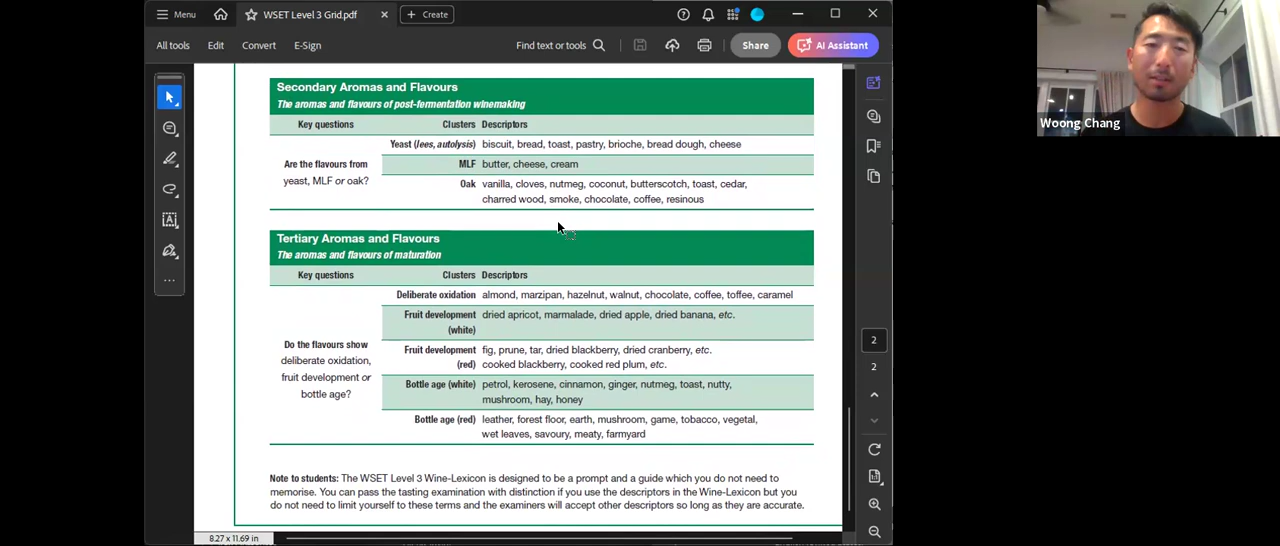 Menu
WSET Level 3 Grid.pdf
Create
All tools
Edit
Convert
E-Sign
Find text or tools
Share
AI Assistant
Woong Chang
Secondary Aromas and Flavours
The aromas and flavours of post-fermentation winemaking
Key questions
Clusters
Descriptors
Are the flavours from
yeast, MLF or oak?
Yeast (lees, autolysis)
biscuit, bread, toast, pastry, brioche, bread dough, cheese
MLF
butter, cheese, cream
Oak
vanilla, cloves, nutmeg, coconut, butterscotch, toast, cedar,
charred wood, smoke, chocolate, coffee, resinous
Tertiary Aromas and Flavours
The aromas and flavours of maturation
Key questions
Clusters
Descriptors
Do the flavours show
deliberate oxidation,
fruit development or
bottle age?
Deliberate oxidation
almond, marzipan, hazelnut, walnut, chocolate, coffee, toffee, caramel
Fruit development
(white)
dried apricot, marmalade, dried apple, dried banana, etc.
Fruit development
(red)
fig, prune, tar, dried blackberry, dried cranberry, etc.
cooked blackberry, cooked red plum, etc.
Bottle age (white)
petrol, kerosene, cinnamon, ginger, nutmeg, toast, nutty,
mushroom, hay, honey
Bottle age (red)
leather, forest floor, earth, mushroom, game, tobacco, vegetal,
wet leaves, savoury, meaty, farmyard
Note to students: The WSET Level 3 Wine-Lexicon is designed to be a prompt and a guide which you do not need to
memorise. You can pass the tasting examination with distinction if you use the descriptors in the Wine-Lexicon but you
do not need to limit yourself to these terms and the examiners will accept other descriptors so long as they are accurate.
2
2
8.27 x 11.69 in